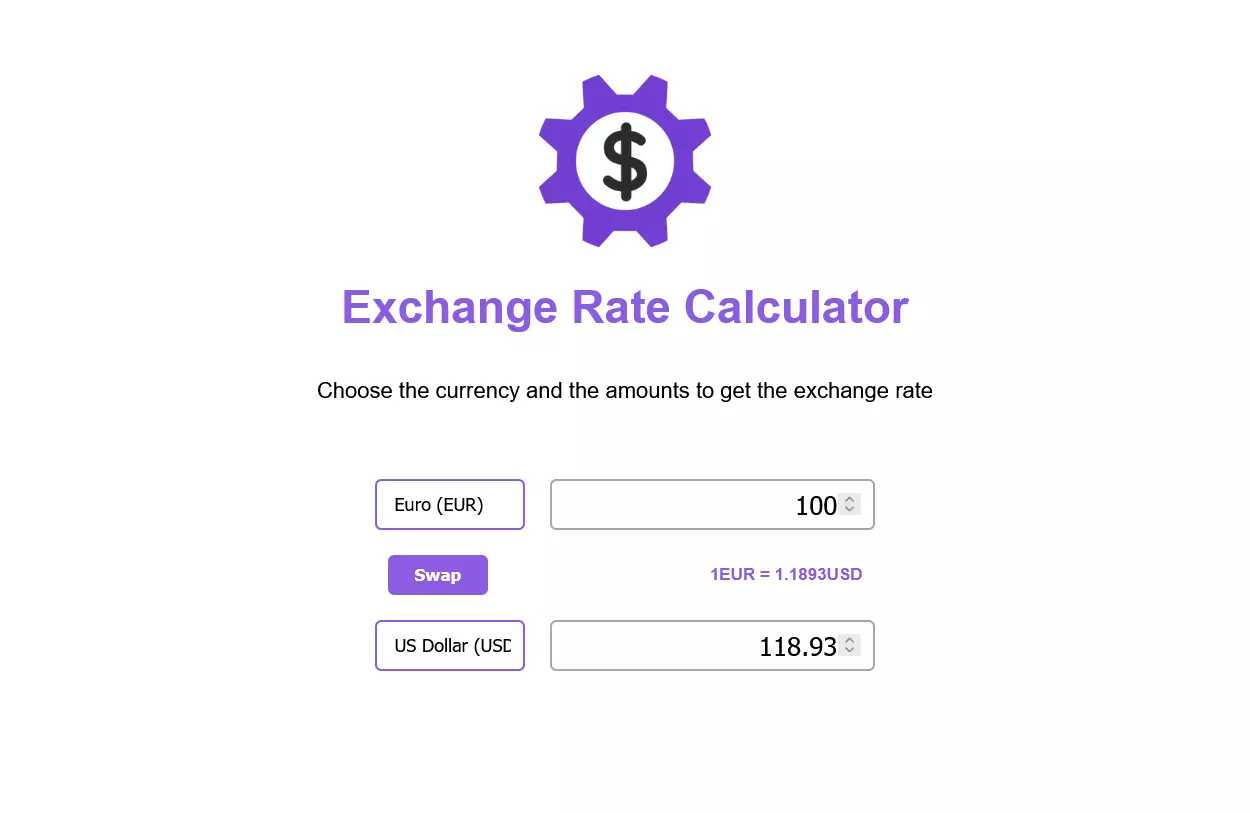 $
Exchange Rate Calculator
Choose the currency and the amounts to get the exchange rate
Euro (EUR)
100
Swap
1EUR = 1.1893USD
US Dollar (USD
118.93